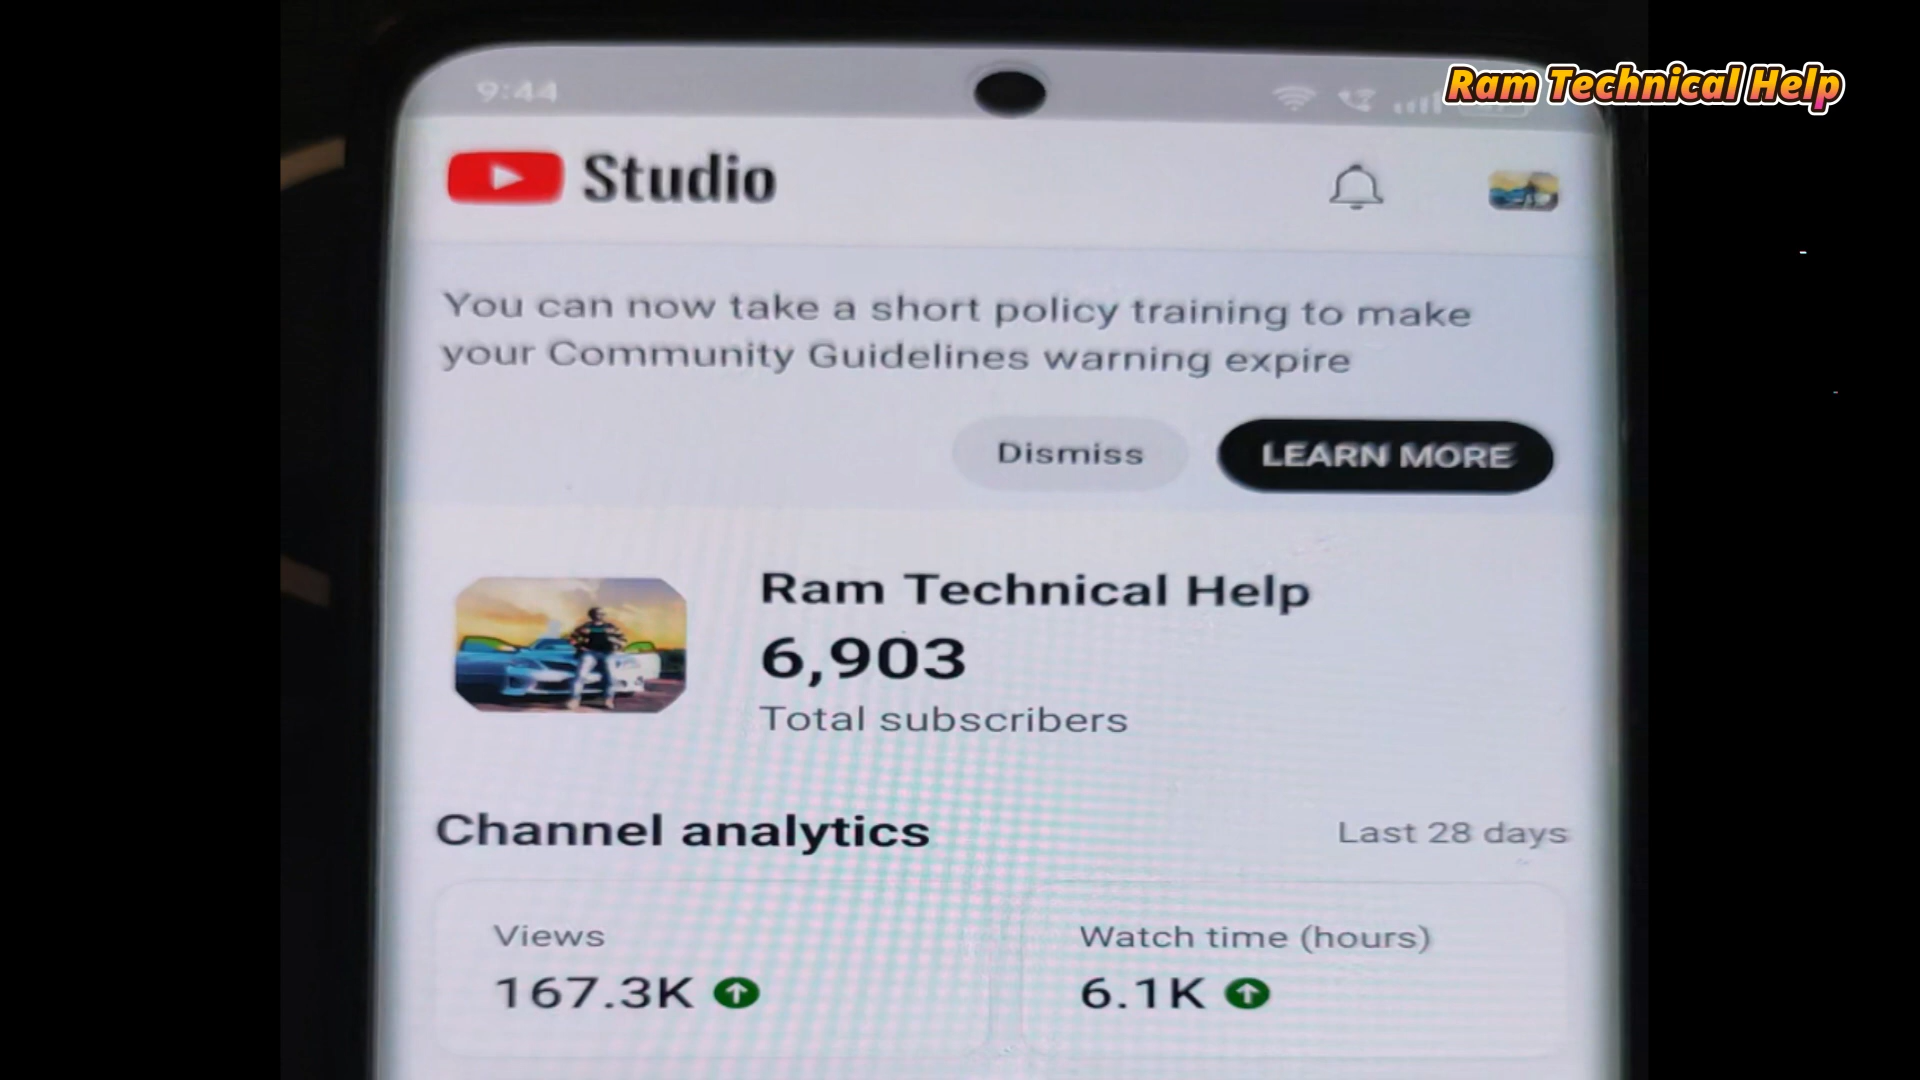 Ram Technical Help
9:44
Studio
You can now take a short policy training to make
your Community Guidelines warning expire
Dismiss
LEARN MORE
Ram Technical Help
6,903
Total subscribers
Channel analytics
Last 28 days
Views
Watch time (hours)
167.3K
6.1K